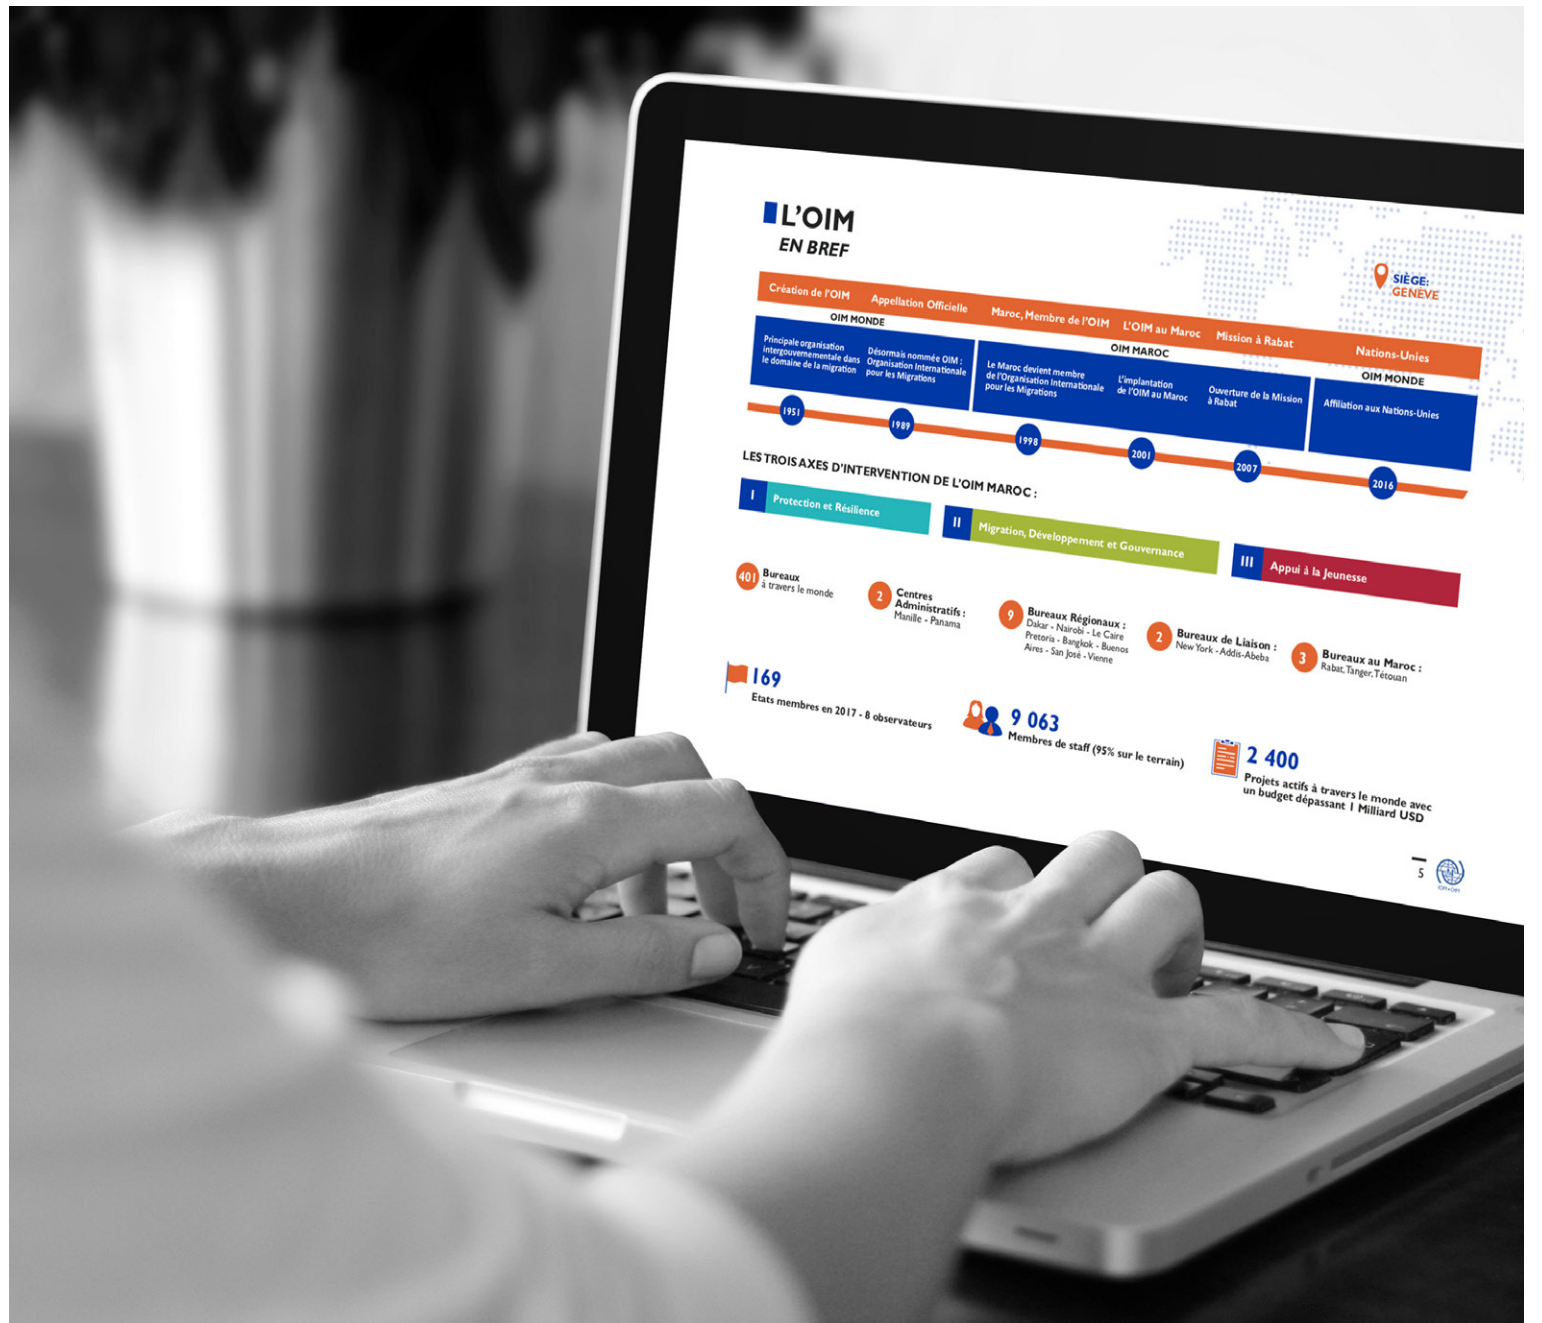 L'OIM
EN BREF
SIÈGE:
GENÈVE
Création de l'OIM
Appellation Officielle
Maroc, Membre de l'OIM
L'OIM au Maroc
Mission à Rabat
Nations-Unies
OIM MONDE
OIM MAROC
OIM MONDE
Principale organisation
intergouvernementale dans
le domaine de la migration
Désormais nommée OIM :
Organisation Internationale
pour les Migrations
Le Maroc devient membre
de l'Organisation Internationale
pour les Migrations
L'implantation
de l'OIM au Maroc
Ouverture de la Mission
à Rabat
Affiliation aux Nations-Unies
1951
1989
1998
2001
2007
2016
LES TROIS AXES D'INTERVENTION DE L'OIM MAROC :
I Protection et Résilience
II Migration, Développement et Gouvernance
III Appui à la Jeunesse
401 Bureaux
à travers le monde
2 Centres
Administratifs :
Manille - Panama
9 Bureaux Régionaux :
Dakar - Nairobi - Le Caire
Pretoria - Bangkok - Buenos
Aires - San José - Vienne
2 Bureaux de Liaison :
New York - Addis-Abeba
3 Bureaux au Maroc :
Rabat, Tanger, Tétouan
169
Etats membres en 2017 - 8 observateurs
9 063
Membres de staff (95% sur le terrain)
2 400
Projets actifs à travers le monde avec
un budget dépassant 1 Milliard USD
5
IOM•OIM